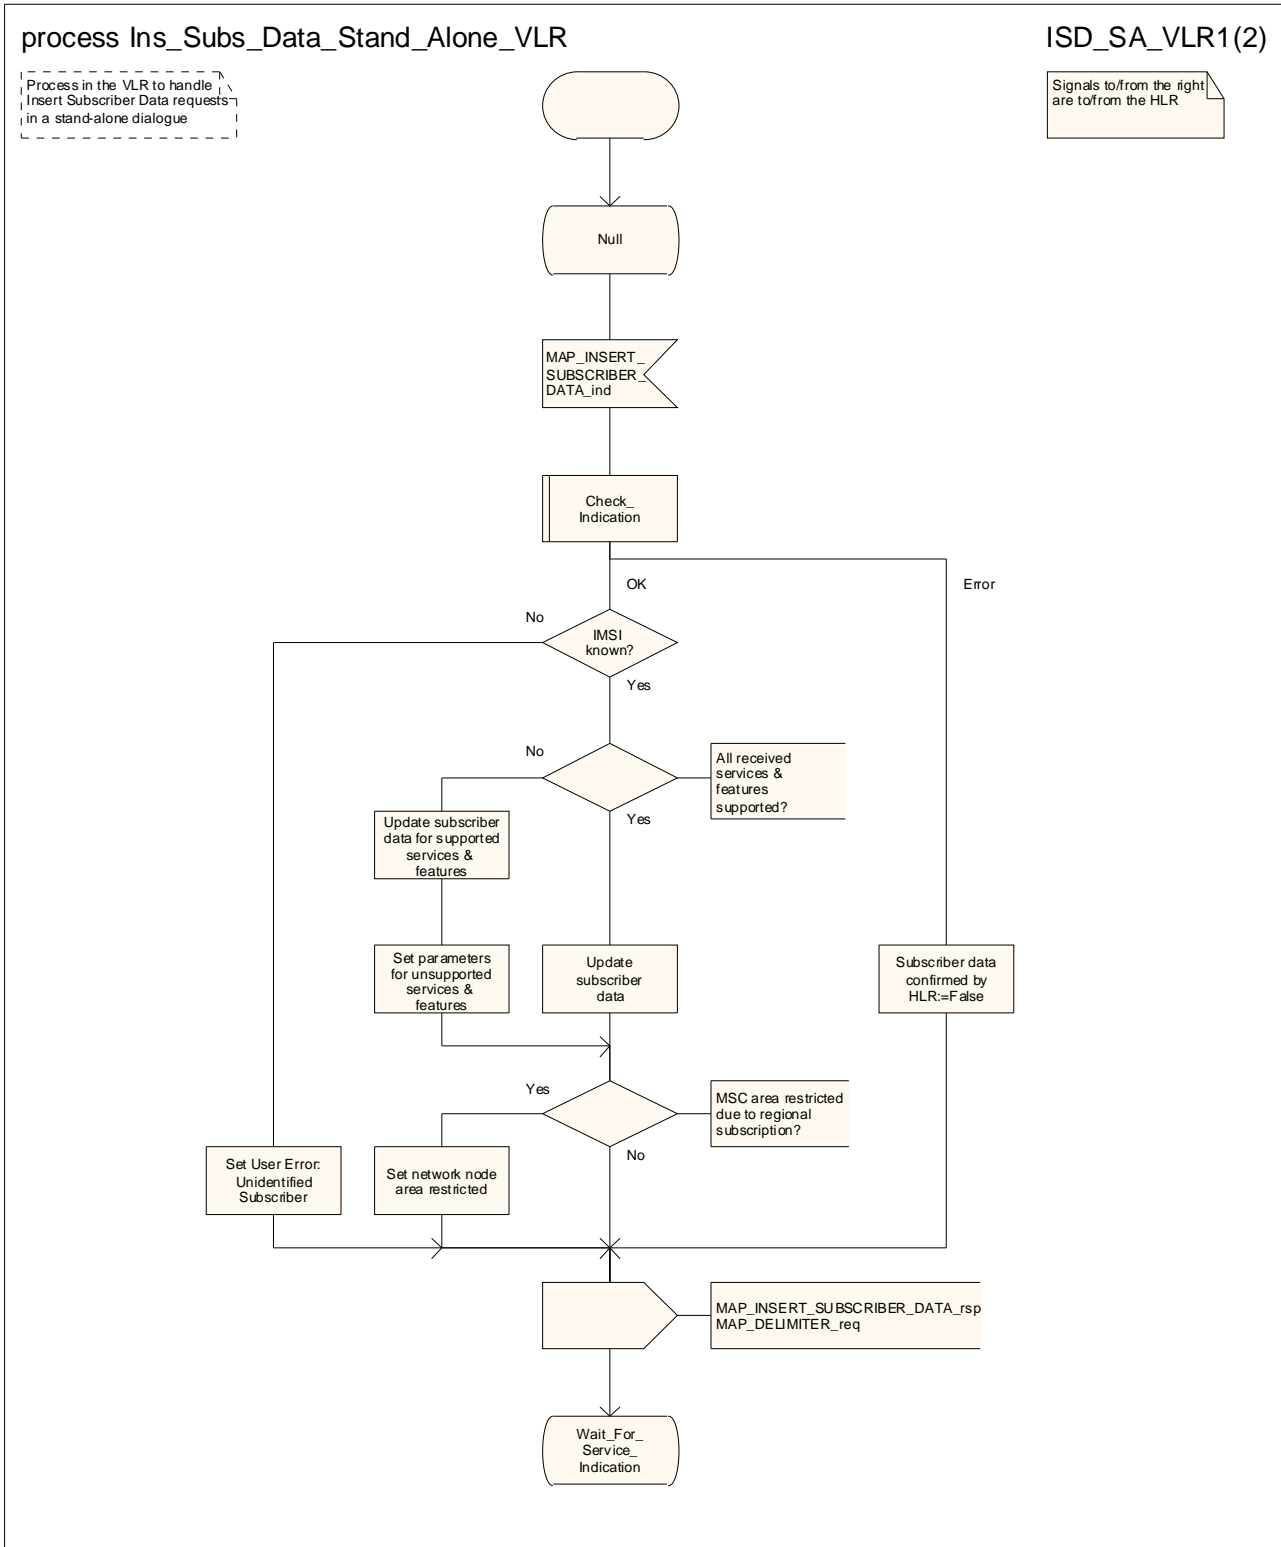 process Ins_Subs_Data_Stand_Alone_VLR
ISD_SA_VLR1(2)
Process in the VLR to handle
Insert Subscriber Data requests
in a stand-alone dialogue
Signals to/from the right
are to/from the HLR
Null
MAP_INSERT_
SUBSCRIBER_
DATA_ind
Check_
Indication
OK
Error
No
IMSI
known?
Yes
No
All received
services &
features
supported?
Yes
Update subscriber
data for supported
services &
features
Set parameters
for unsupported
services &
features
Update
subscriber
data
Subscriber data
confirmed by
HLR:=False
Yes
MSC area restricted
due to regional
subscription?
No
Set User Error:
Unidentified
Subscriber
Set network node
area restricted
MAP_INSERT_SUBSCRIBER_DATA_rsp
MAP_DELIMITER_req
Wait_For_
Service_
Indication